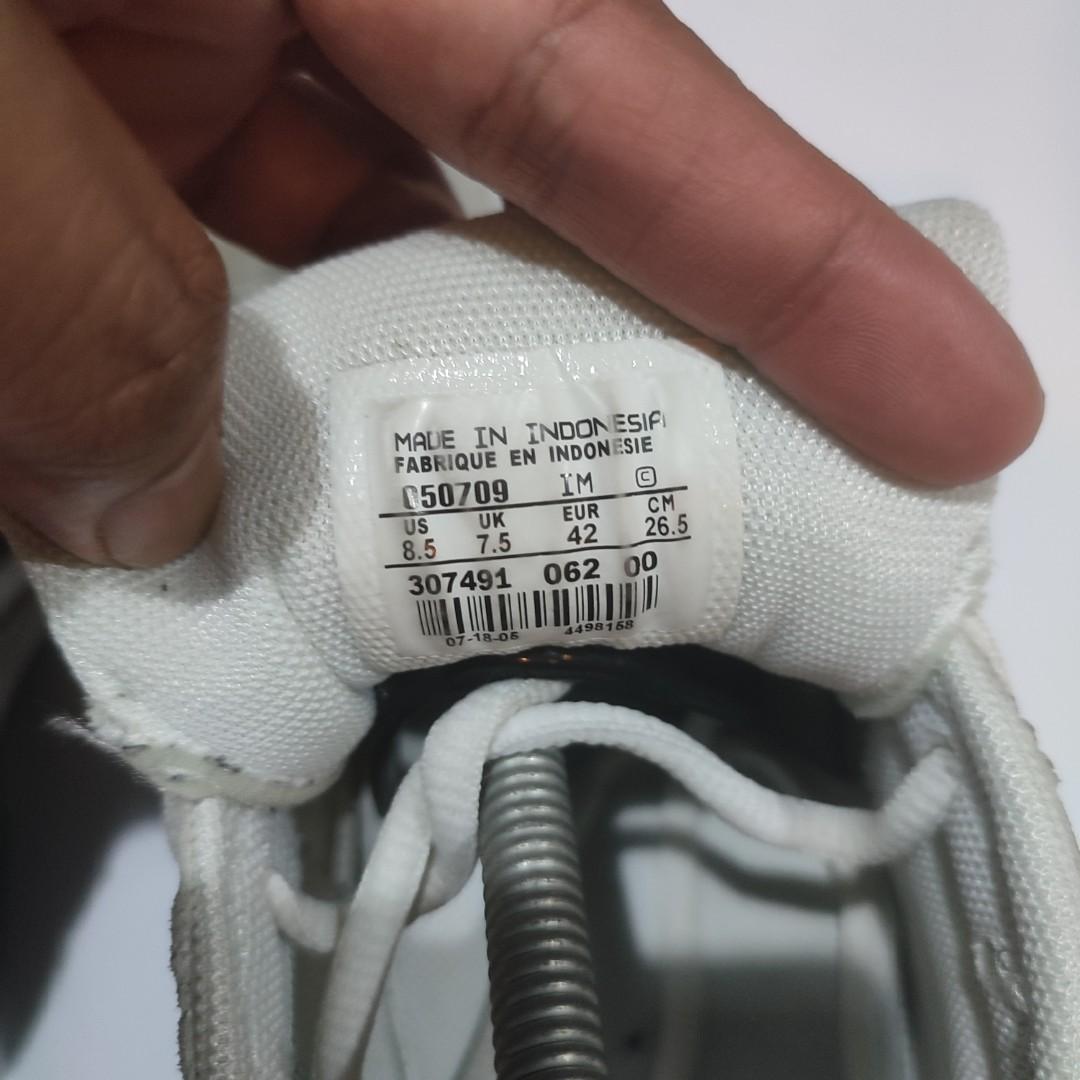 MADE IN INDONESIA
FABRIQUE EN INDONESIE
050709 IM C
US UK EUR CM
8.5 7.5 42 26.5
307491 062 00
07-18-05 4498158